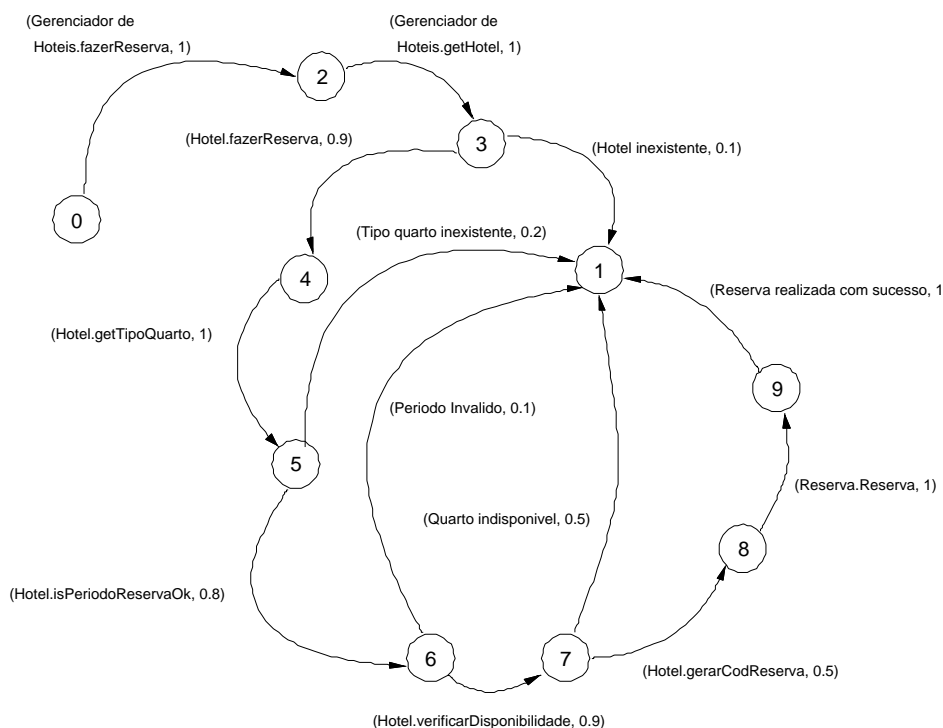 (Gerenciador de
Hoteis.fazerReserva, 1)
(Gerenciador de
Hoteis.getHotel, 1)
2
(Hotel.fazerReserva, 0.9)
3
(Hotel inexistente, 0.1)
0
(Tipo quarto inexistente, 0.2)
4
1
(Reserva realizada com sucesso, 1
(Hotel.getTipoQuarto, 1)
9
(Periodo Invalido, 0.1)
5
(Reserva.Reserva, 1)
(Quarto indisponivel, 0.5)
8
(Hotel.isPeriodoReservaOk, 0.8)
6
7
(Hotel.gerarCodReserva, 0.5)
(Hotel.verificarDisponibilidade, 0.9)